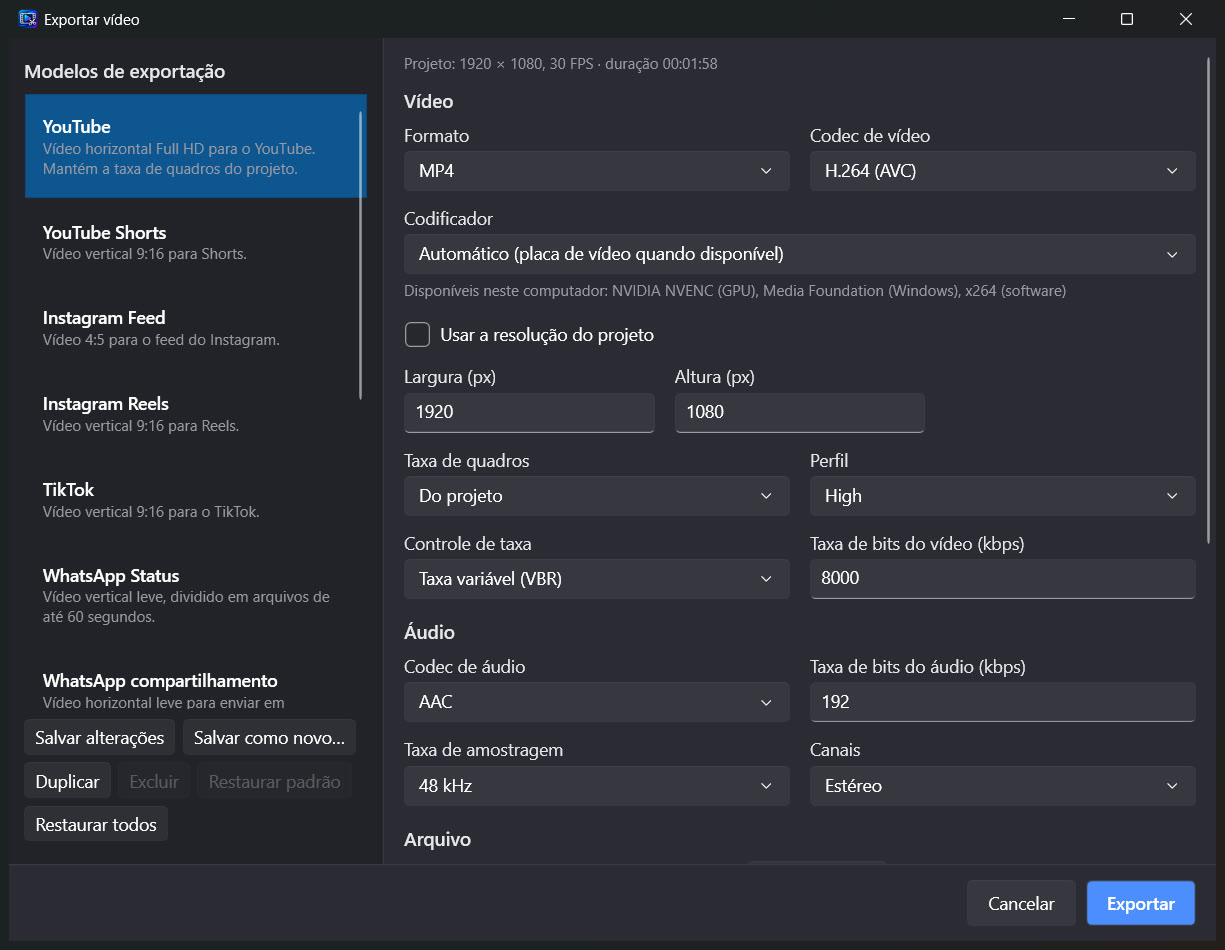 Exportar vídeo
Modelos de exportação
YouTube
Vídeo horizontal Full HD para o YouTube.
Mantém a taxa de quadros do projeto.
YouTube Shorts
Vídeo vertical 9:16 para Shorts.
Instagram Feed
Vídeo 4:5 para o feed do Instagram.
Instagram Reels
Vídeo vertical 9:16 para Reels.
TikTok
Vídeo vertical 9:16 para o TikTok.
WhatsApp Status
Vídeo vertical leve, dividido em arquivos de
até 60 segundos.
WhatsApp compartilhamento
Vídeo horizontal leve para enviar em
Salvar alterações
Salvar como novo...
Duplicar
Excluir
Restaurar padrão
Restaurar todos
Projeto: 1920 × 1080, 30 FPS · duração 00:01:58
Vídeo
Formato
MP4
Codec de vídeo
H.264 (AVC)
Codificador
Automático (placa de vídeo quando disponível)
Disponíveis neste computador: NVIDIA NVENC (GPU), Media Foundation (Windows), x264 (software)
Usar a resolução do projeto
Largura (px)
1920
Altura (px)
1080
Taxa de quadros
Do projeto
Perfil
High
Controle de taxa
Taxa variável (VBR)
Taxa de bits do vídeo (kbps)
8000
Áudio
Codec de áudio
AAC
Taxa de bits do áudio (kbps)
192
Taxa de amostragem
48 kHz
Canais
Estéreo
Arquivo
Cancelar
Exportar